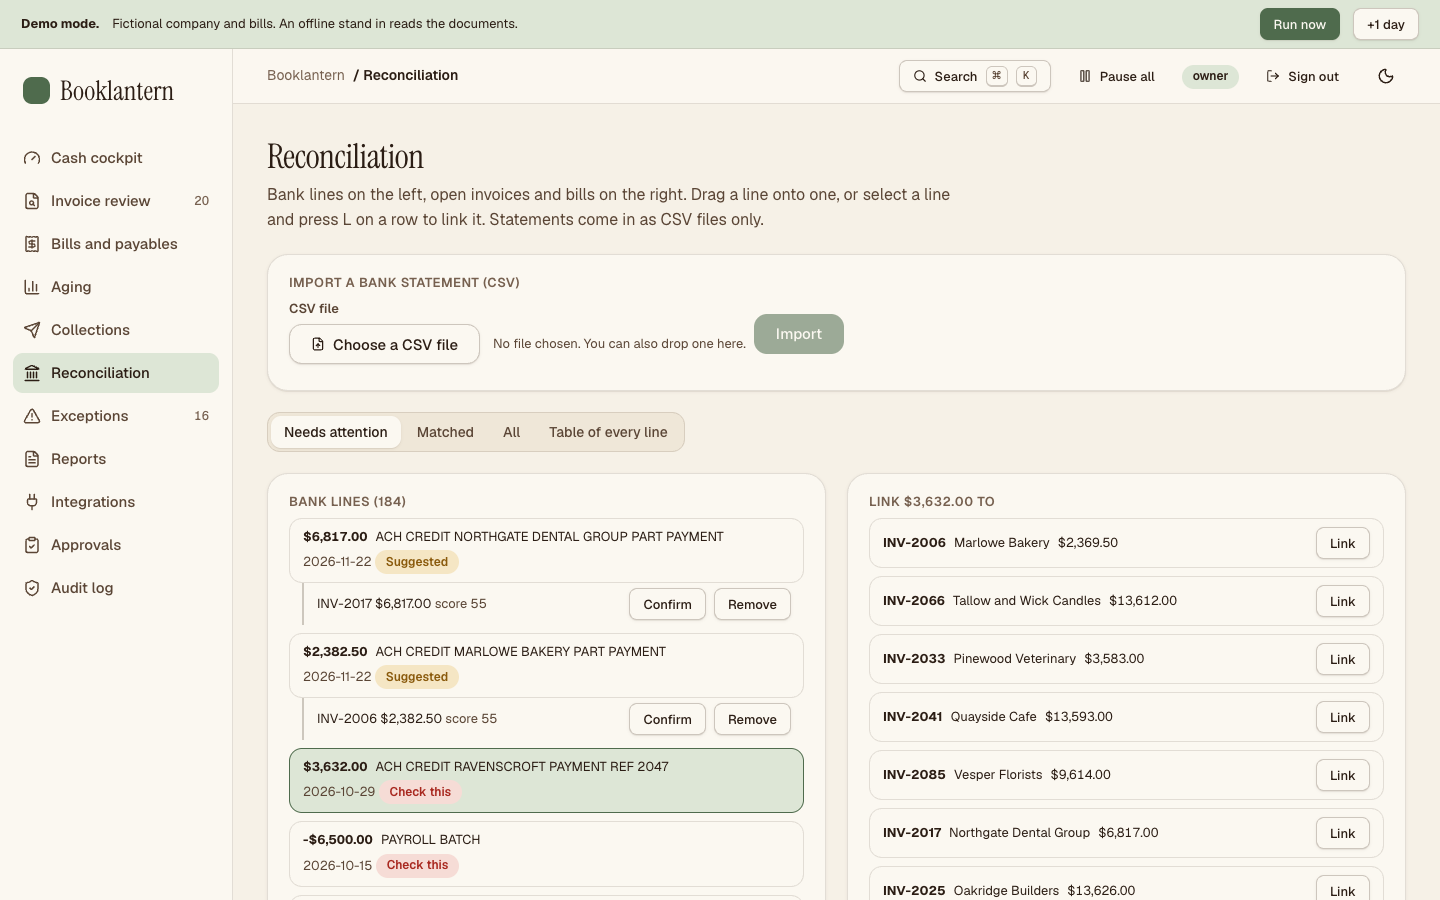 Demo mode. Fictional company and bills. An offline stand in reads the documents.
Run now
+1 day
Booklantern
Booklantern / Reconciliation
Search ⌘ K
Pause all
owner
Sign out
Cash cockpit
Invoice review 20
Bills and payables
Aging
Collections
Reconciliation
Exceptions 16
Reports
Integrations
Approvals
Audit log
Reconciliation
Bank lines on the left, open invoices and bills on the right. Drag a line onto one, or select a line
and press L on a row to link it. Statements come in as CSV files only.
IMPORT A BANK STATEMENT (CSV)
CSV file
Choose a CSV file
No file chosen. You can also drop one here.
Import
Needs attention
Matched
All
Table of every line
BANK LINES (184)
$6,817.00 ACH CREDIT NORTHGATE DENTAL GROUP PART PAYMENT
2026-11-22 Suggested
INV-2017 $6,817.00 score 55
Confirm
Remove
$2,382.50 ACH CREDIT MARLOWE BAKERY PART PAYMENT
2026-11-22 Suggested
INV-2006 $2,382.50 score 55
Confirm
Remove
$3,632.00 ACH CREDIT RAVENSCROFT PAYMENT REF 2047
2026-10-29 Check this
-$6,500.00 PAYROLL BATCH
2026-10-15 Check this
LINK $3,632.00 TO
INV-2006 Marlowe Bakery $2,369.50 Link
INV-2066 Tallow and Wick Candles $13,612.00 Link
INV-2033 Pinewood Veterinary $3,583.00 Link
INV-2041 Quayside Cafe $13,593.00 Link
INV-2085 Vesper Florists $9,614.00 Link
INV-2017 Northgate Dental Group $6,817.00 Link
INV-2025 Oakridge Builders $13,626.00 Link